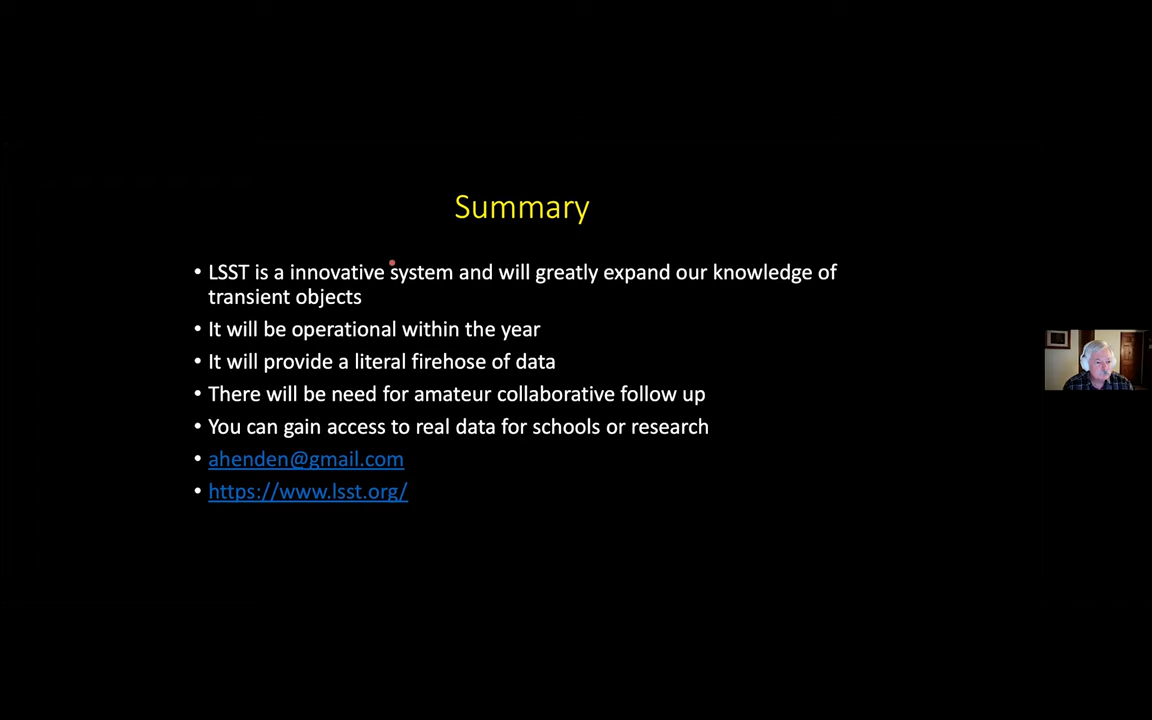 Summary
• LSST is a innovative system and will greatly expand our knowledge of
transient objects
• It will be operational within the year
• It will provide a literal firehose of data
• There will be need for amateur collaborative follow up
• You can gain access to real data for schools or research
• ahenden@gmail.com
• https://www.lsst.org/